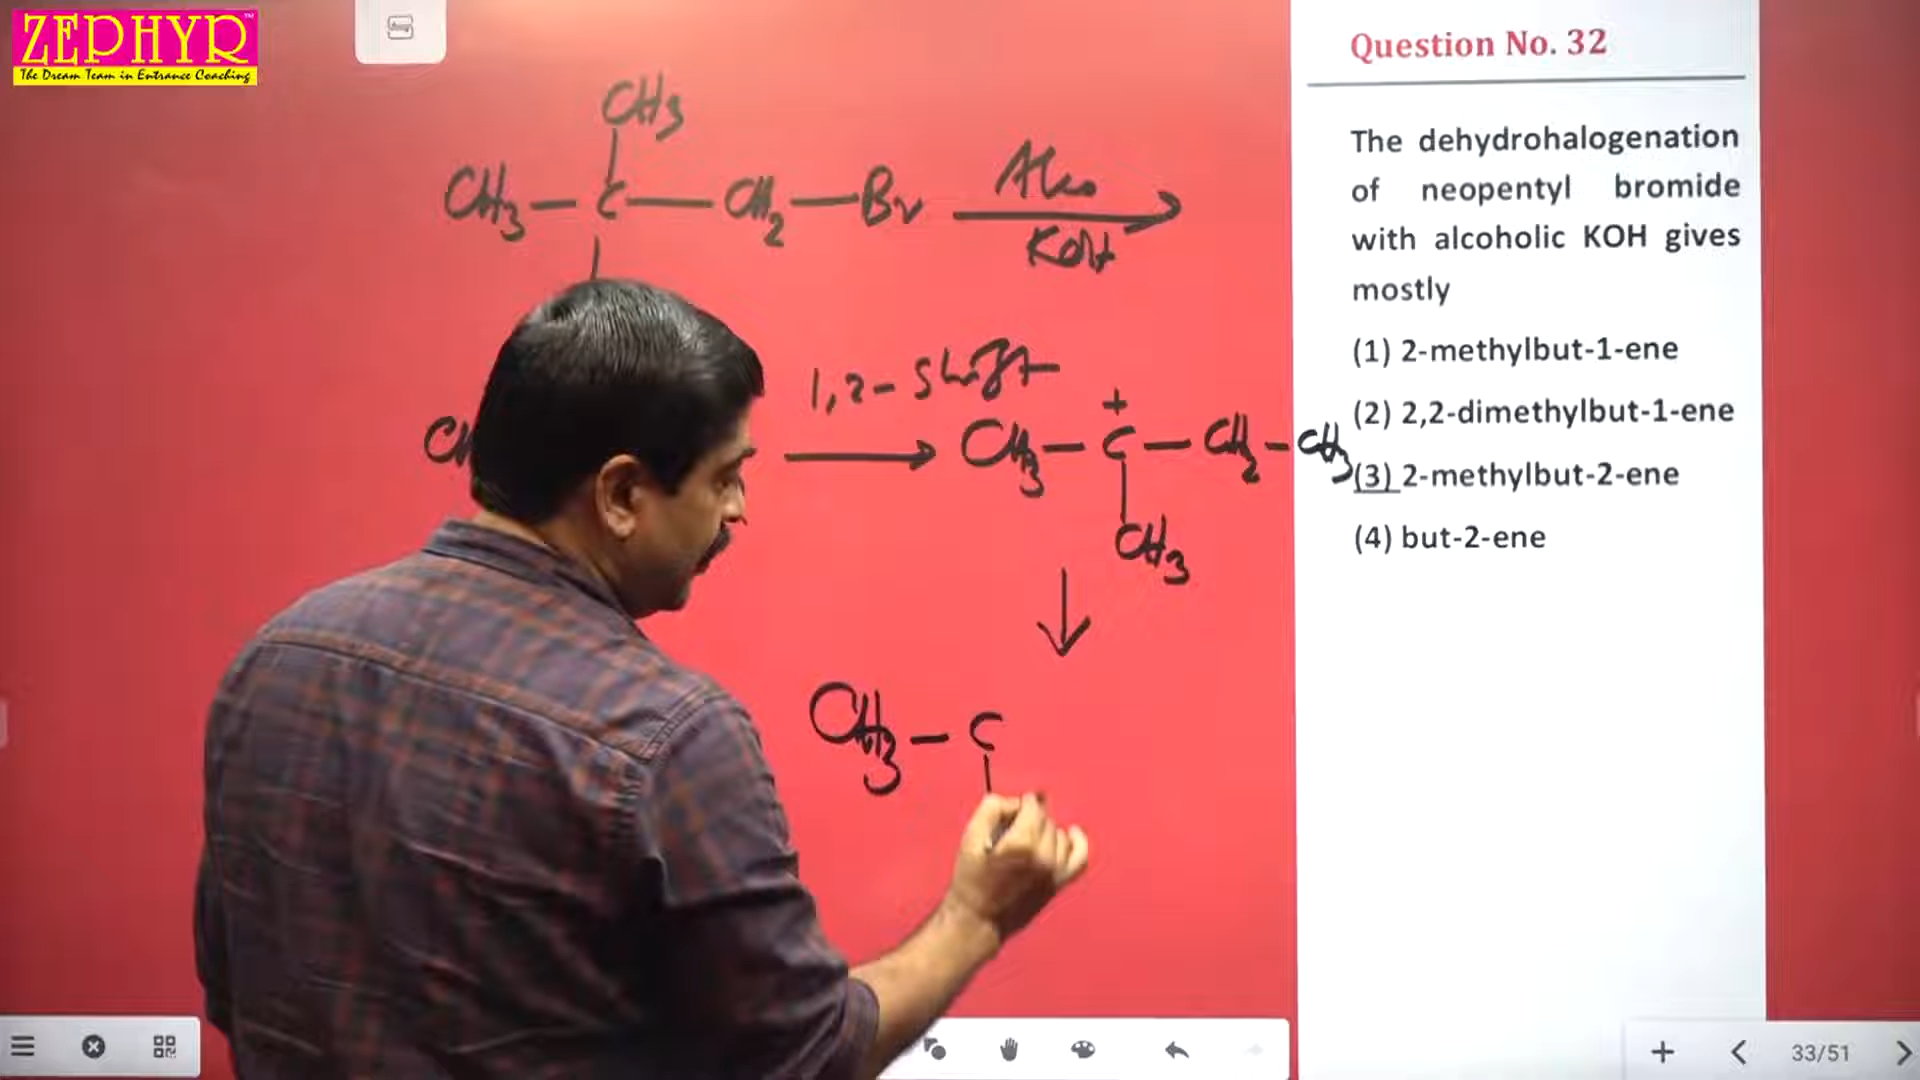 ZEPHYR™
The Dream Team in Entrance Coaching
CH3
CH3 - C - CH2 - Br Alco
KOH
1,2 - Shift
+
CH3 - C - CH2 - CH3
CH3
CH3 - C
Question No. 32
The dehydrohalogenation
of neopentyl bromide
with alcoholic KOH gives
mostly
(1) 2-methylbut-1-ene
(2) 2,2-dimethylbut-1-ene
(3) 2-methylbut-2-ene
(4) but-2-ene
33/51